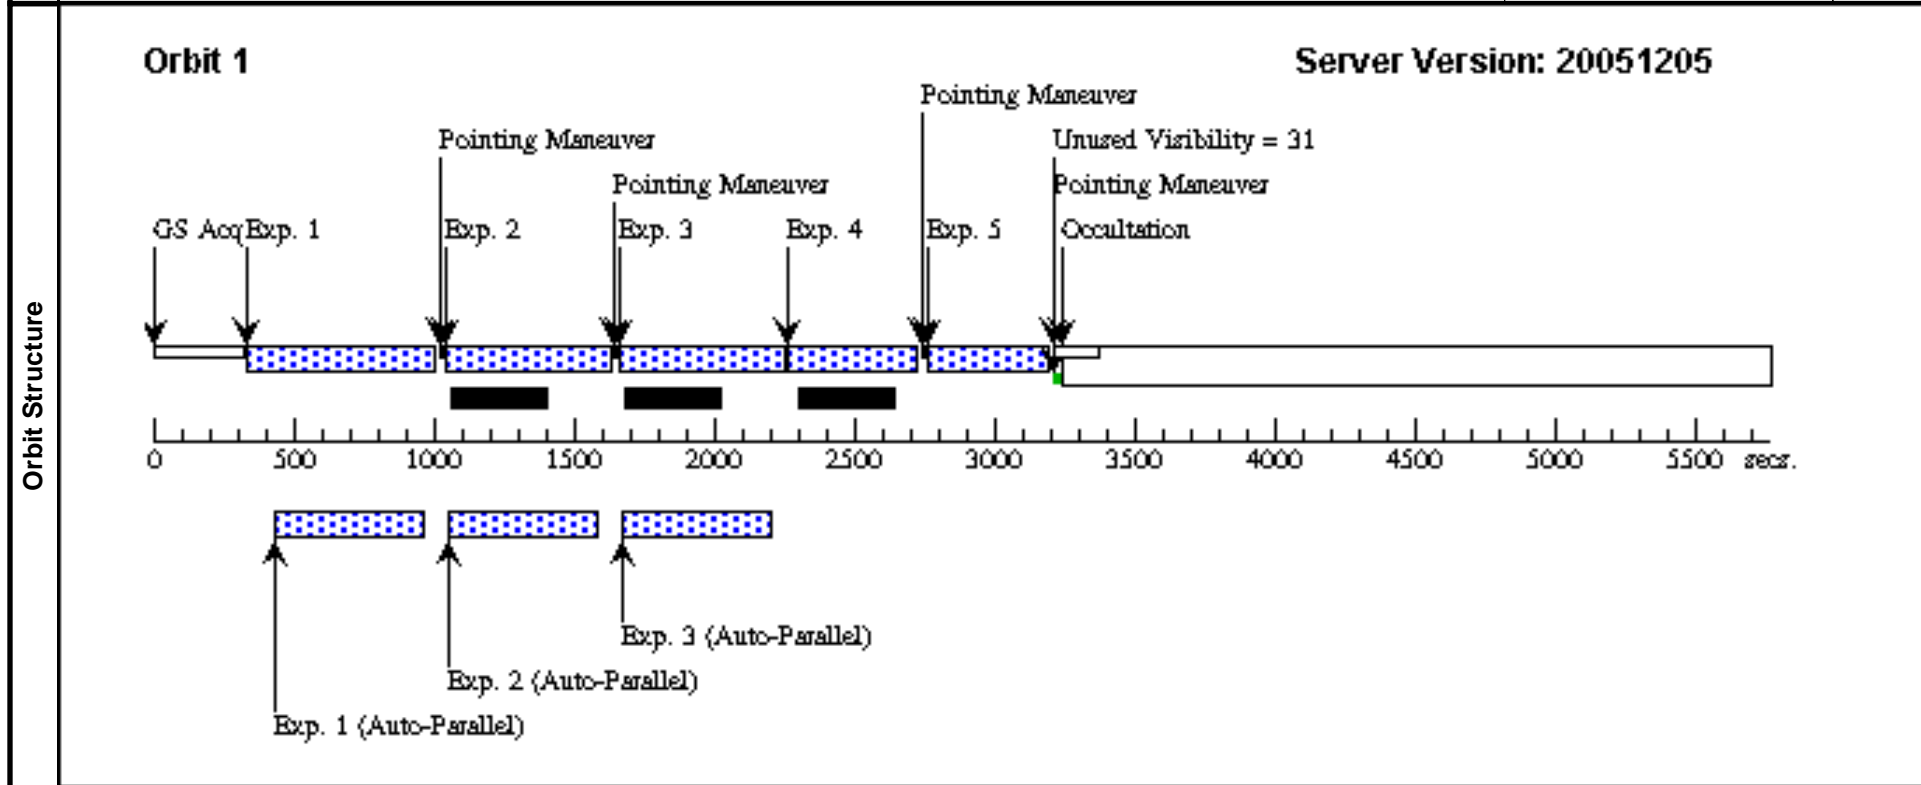 Orbit 1 Server Version: 20051205
Pointing Maneuver
Pointing Maneuver Unused Visibility = 31
Pointing Maneuver Pointing Maneuver
GS Acq Exp. 1 Exp. 2 Exp. 3 Exp. 4 Exp. 5 Occultation
Orbit Structure
0 500 1000 1500 2000 2500 3000 3500 4000 4500 5000 5500 secs.
Exp. 3 (Auto-Parallel)
Exp. 2 (Auto-Parallel)
Exp. 1 (Auto-Parallel)